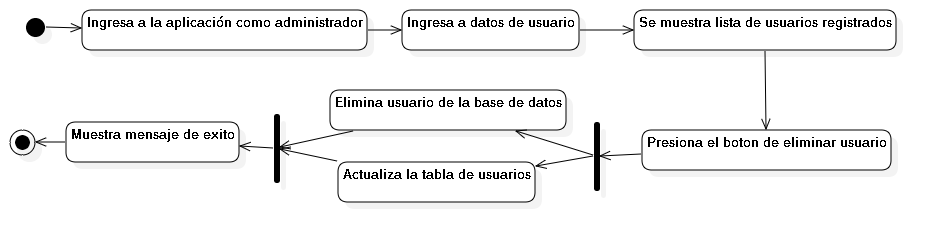 Ingresa a la aplicación como administrador
Ingresa a datos de usuario
Se muestra lista de usuarios registrados
Presiona el boton de eliminar usuario
Elimina usuario de la base de datos
Actualiza la tabla de usuarios
Muestra mensaje de exito